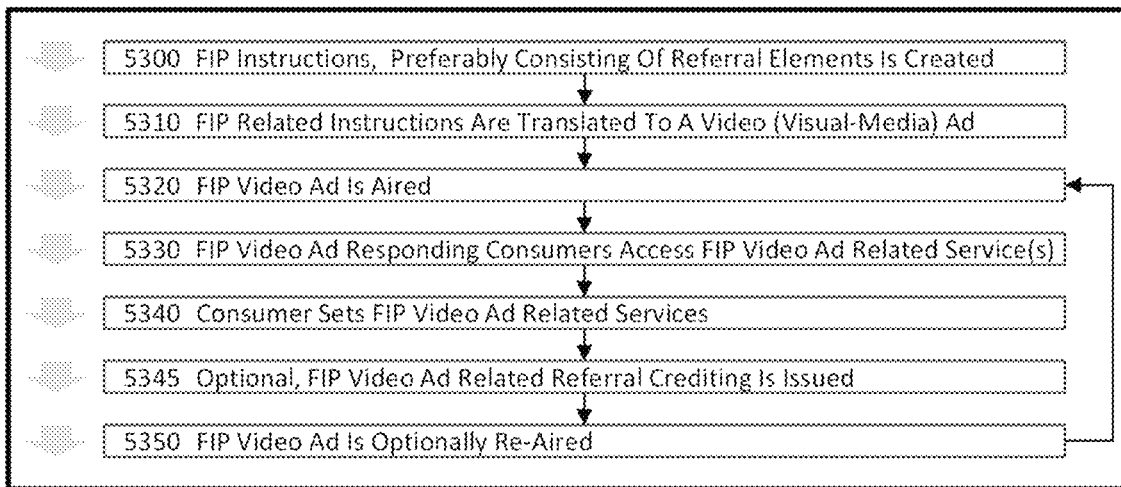 5300 FIP Instructions, Preferably Consisting Of Referral Elements Is Created
5310 FIP Related Instructions Are Translated To A Video (Visual-Media) Ad
5320 FIP Video Ad Is Aired
5330 FIP Video Ad Responding Consumers Access FIP Video Ad Related Service(s)
5340 Consumer Sets FIP Video Ad Related Services
5345 Optional, FIP Video Ad Related Referral Crediting Is Issued
5350 FIP Video Ad Is Optionally Re-Aired